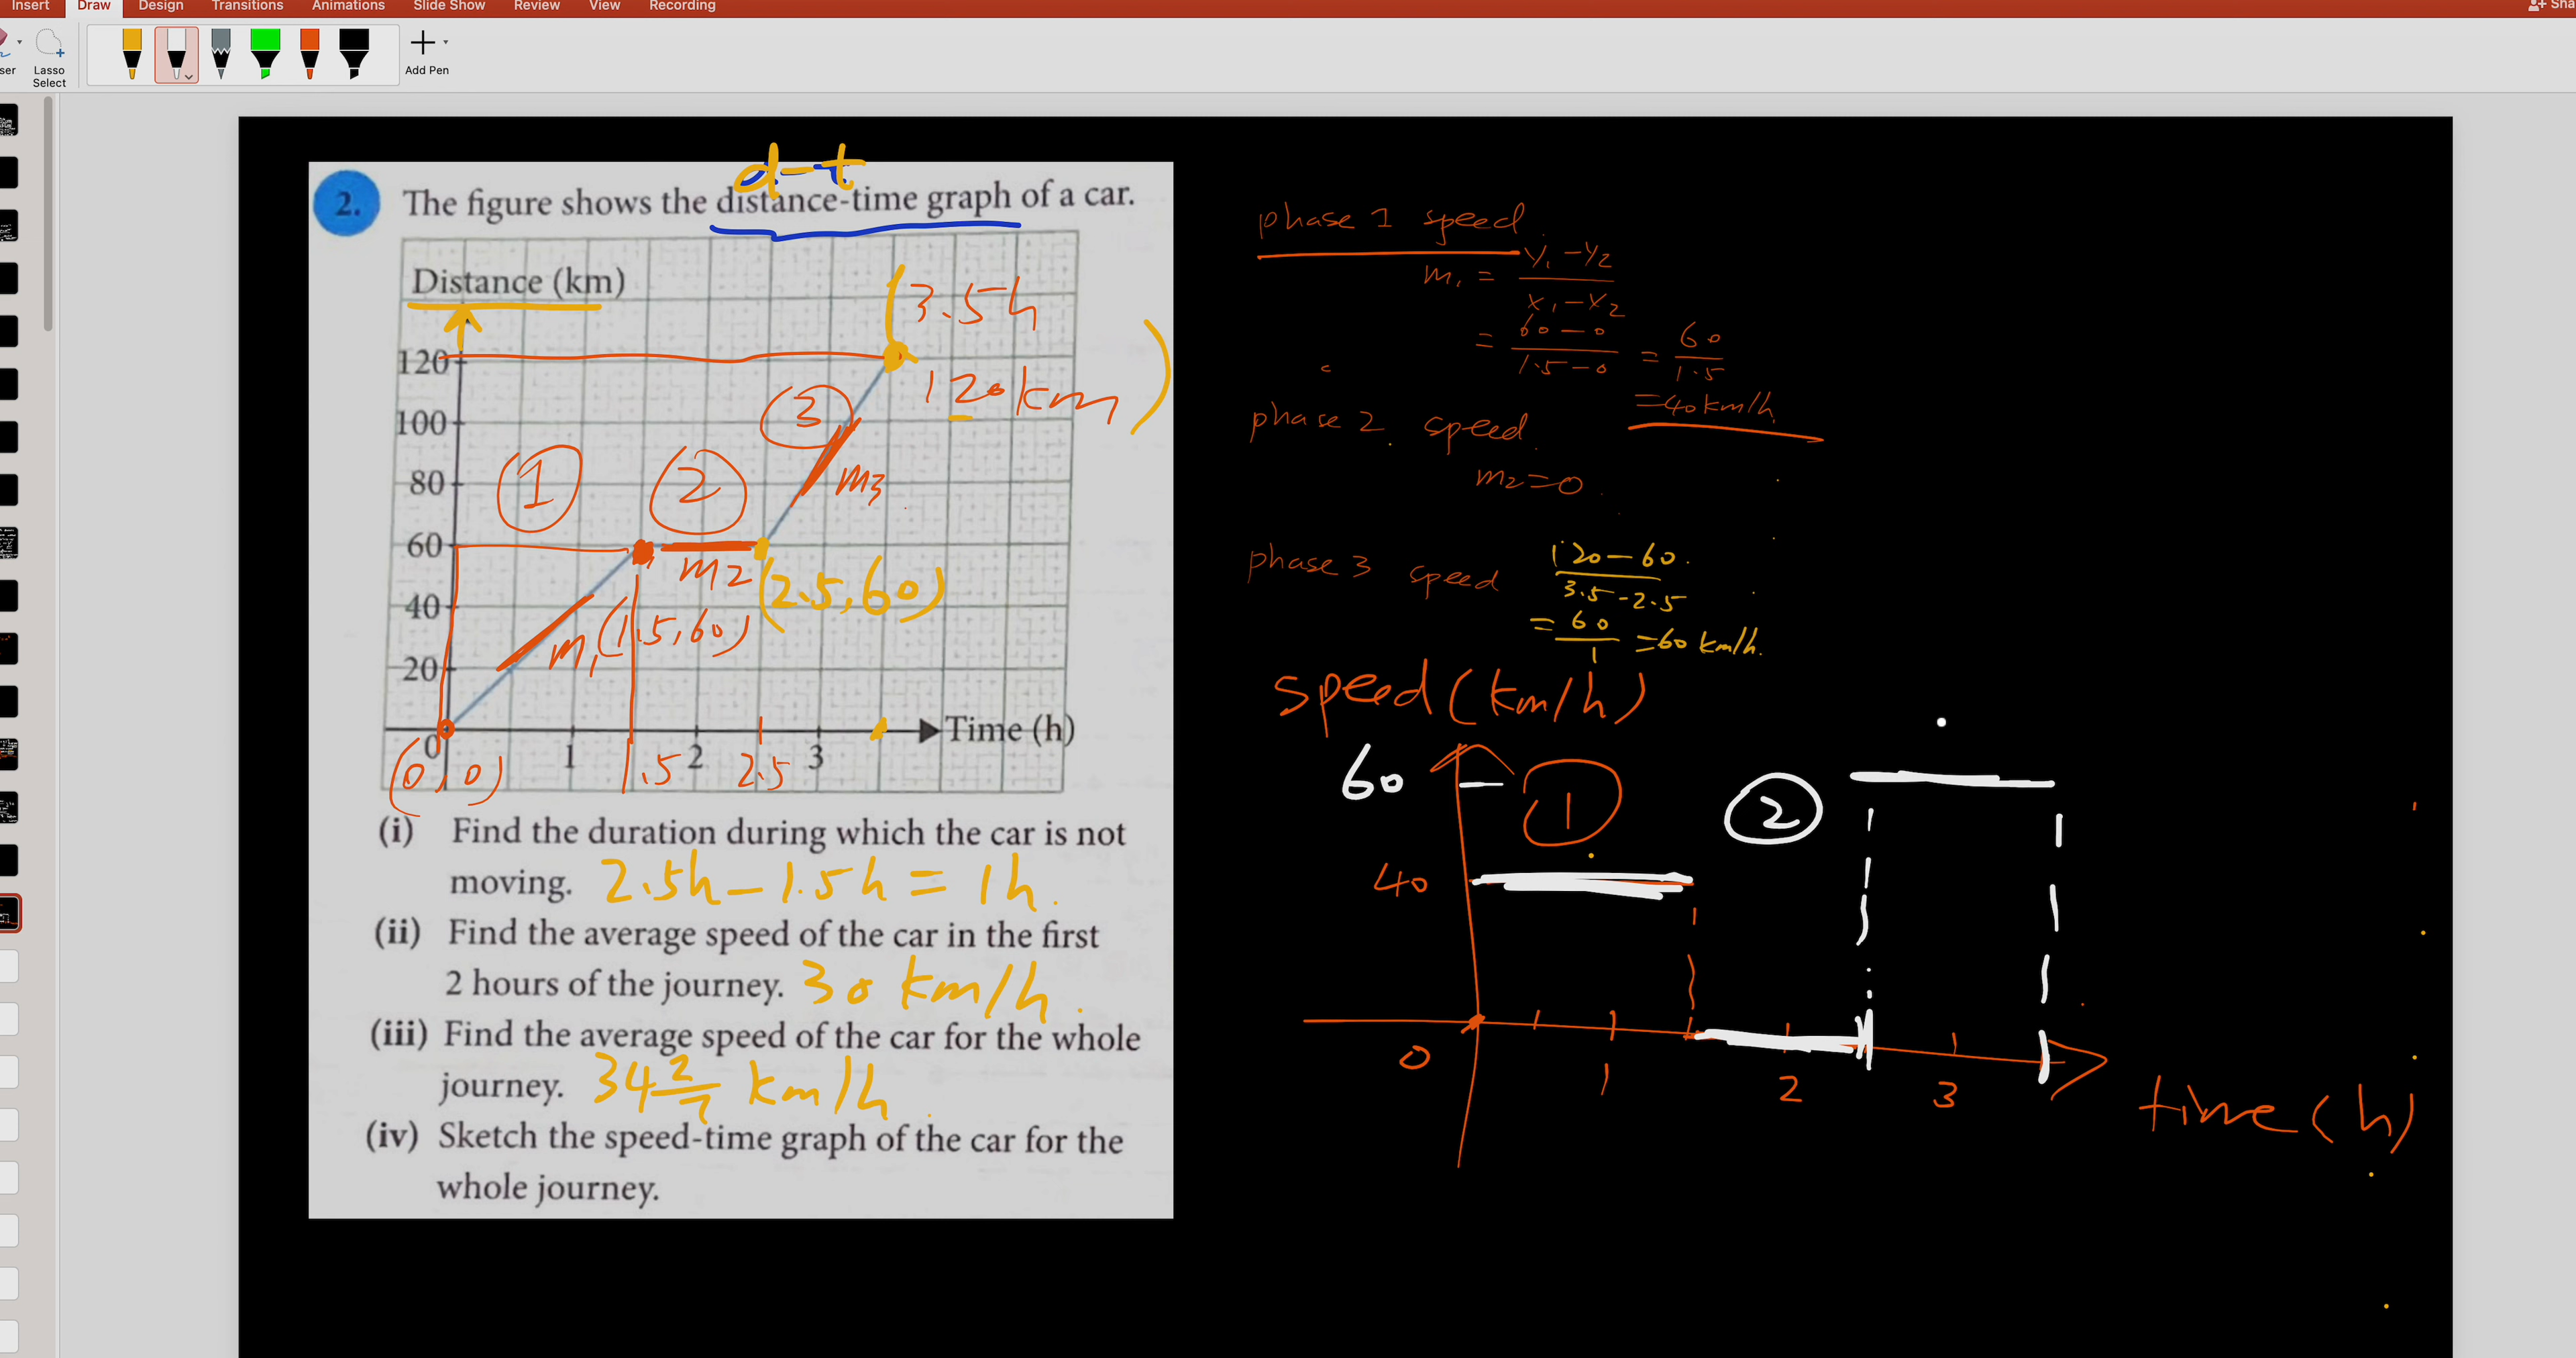 Insert Draw Design Transitions Animations Slide Show Review View Recording Sha
ser Lasso Select Add Pen
d-t
2. The figure shows the distance-time graph of a car.
Distance (km)
120
100
80
60
40
20
0 1 2 3 Time (h)
(3.5h
120km)
1
2
3
m1
m2
m3
(1.5,60)
(2.5,60)
(0,0)
1.5
2.5
(i) Find the duration during which the car is not
moving. 2.5h-1.5h=1h.
(ii) Find the average speed of the car in the first
2 hours of the journey. 30 km/h.
(iii) Find the average speed of the car for the whole
journey. 34 2/7 km/h.
(iv) Sketch the speed-time graph of the car for the
whole journey.
phase 1 speed
m1 = y1-y2 / x1-x2
= 60-0 / 1.5-0 = 60 / 1.5
=40km/h
phase 2 speed
m2=0
phase 3 speed 120-60 / 3.5-2.5
= 60 / 1 =60 km/h.
speed(km/h)
60
1
2
40
0 1 2 3
time(h)